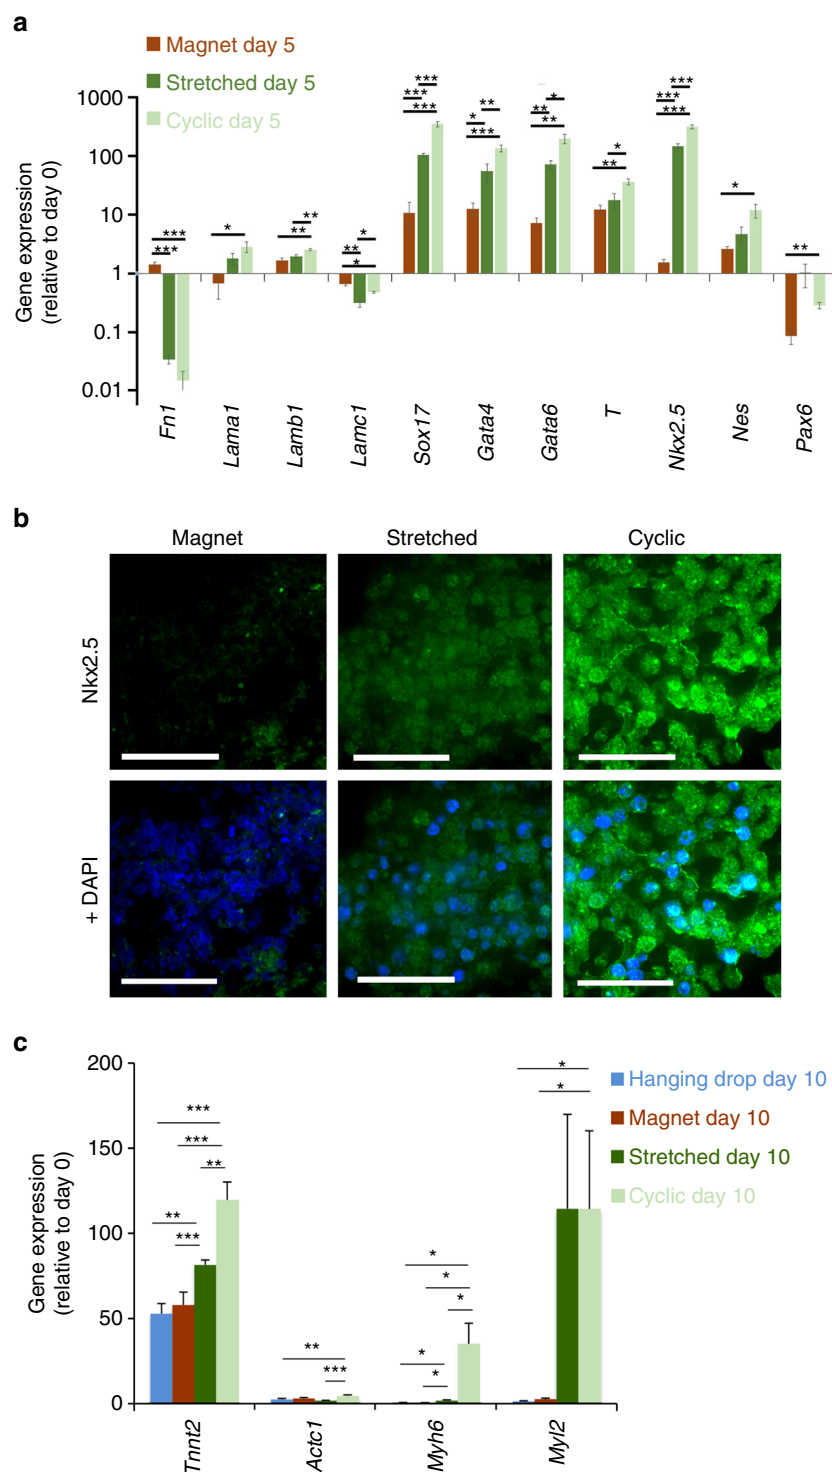 a
Magnet day 5
Stretched day 5
Cyclic day 5
Gene expression
(relative to day 0)
1000
100
10
1
0.1
0.01
***
***
*
**
**
*
**
*
***
***
***
**
*
***
*
**
**
*
**
***
***
***
*
**
Fn1
Lama1
Lamb1
Lamc1
Sox17
Gata4
Gata6
T
Nkx2.5
Nes
Pax6
b
Magnet
Stretched
Cyclic
Nkx2.5
+ DAPI
c
Gene expression
(relative to day 0)
200
150
100
50
0
Hanging drop day 10
Magnet day 10
Stretched day 10
Cyclic day 10
***
***
**
**
***
**
***
*
*
*
*
*
*
*
Tnnt2
Actc1
Myh6
Myl2